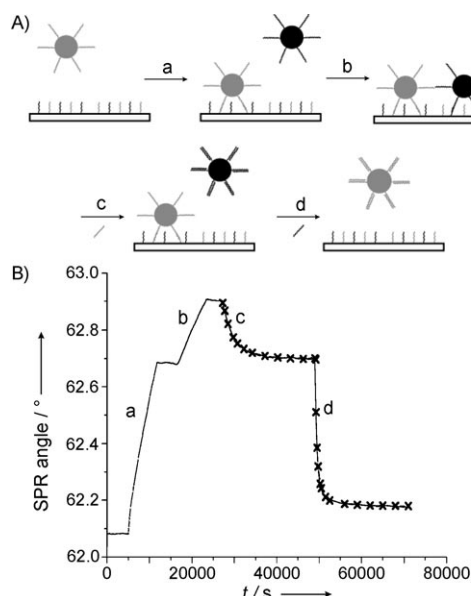 A)
a
b
c
d
B)
63.0
62.8
62.6
62.4
62.2
62.0
SPR angle / °
a
b
c
d
0
20000
40000
60000
80000
t / s